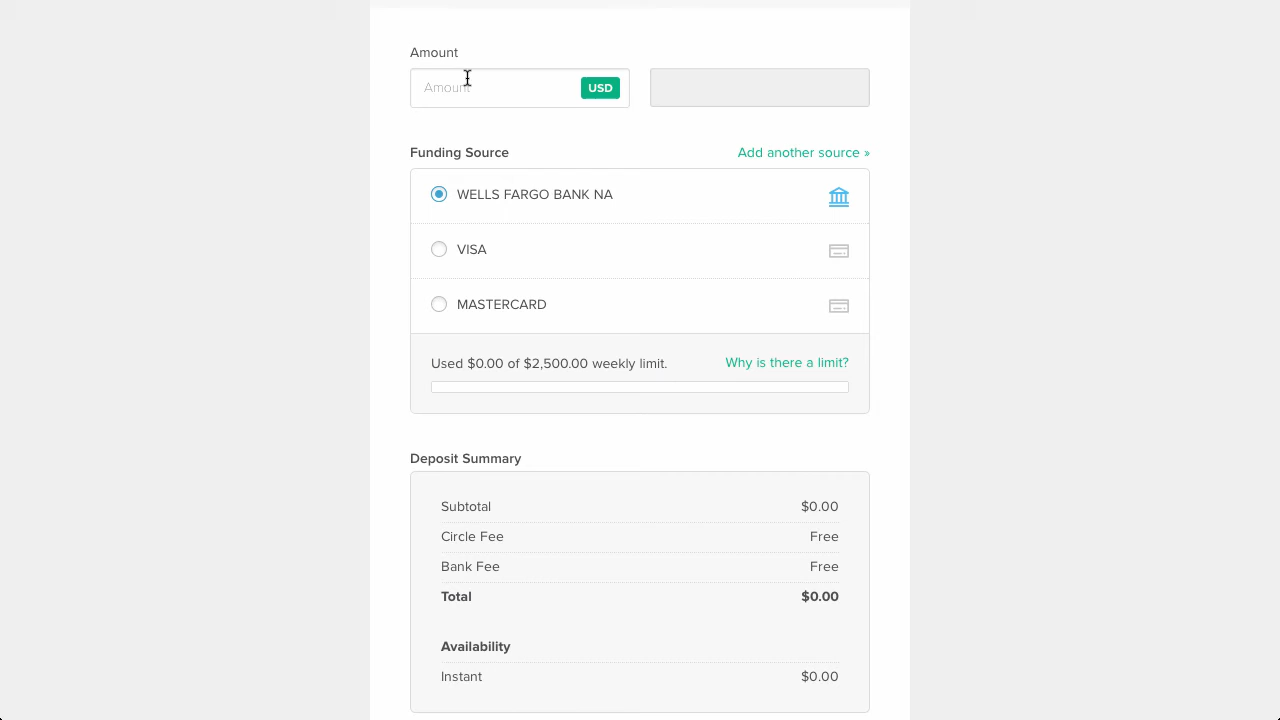 Amount
Amount USD
Funding Source Add another source »
WELLS FARGO BANK NA
VISA
MASTERCARD
Used $0.00 of $2,500.00 weekly limit. Why is there a limit?
Deposit Summary
Subtotal $0.00
Circle Fee Free
Bank Fee Free
Total $0.00
Availability
Instant $0.00